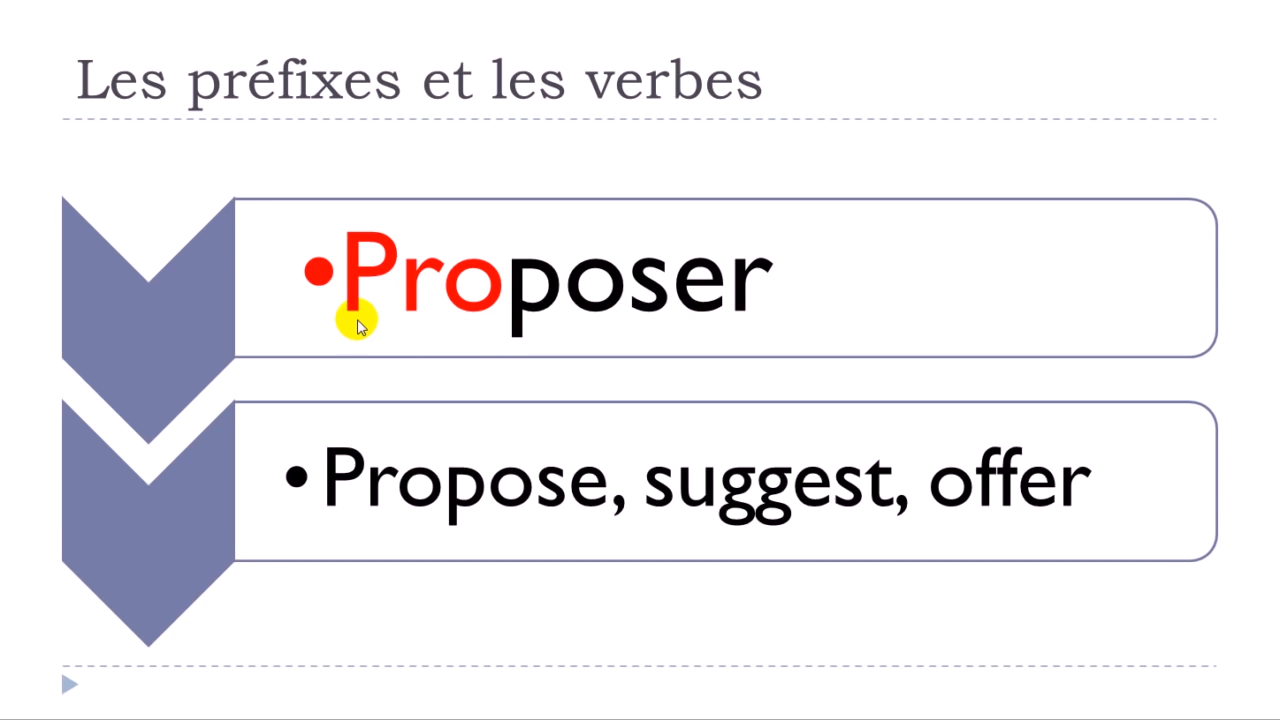 Les préfixes et les verbes
•Proposer
•Propose, suggest, offer